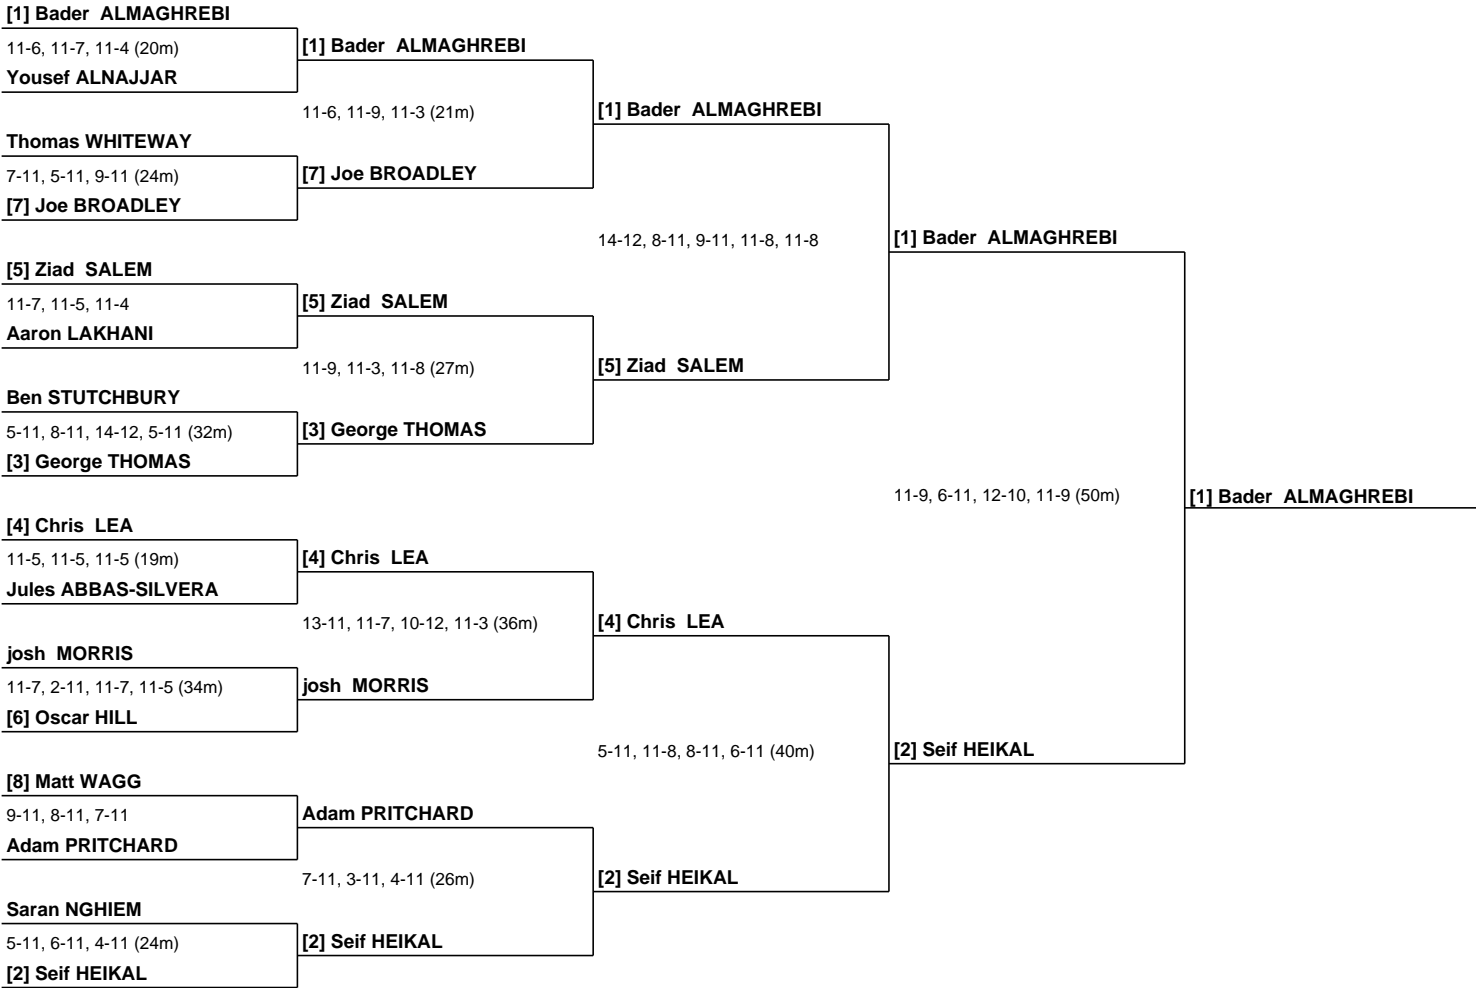 [1] Bader  ALMAGHREBI
11-6, 11-7, 11-4 (20m)
Yousef ALNAJJAR
Thomas WHITEWAY
7-11, 5-11, 9-11 (24m)
[7] Joe BROADLEY
[5] Ziad  SALEM
11-7, 11-5, 11-4
Aaron LAKHANI
Ben STUTCHBURY
5-11, 8-11, 14-12, 5-11 (32m)
[3] George THOMAS
[4] Chris  LEA
11-5, 11-5, 11-5 (19m)
Jules ABBAS-SILVERA
josh  MORRIS
11-7, 2-11, 11-7, 11-5 (34m)
[6] Oscar HILL
[8] Matt WAGG
9-11, 8-11, 7-11
Adam PRITCHARD
Saran NGHIEM
5-11, 6-11, 4-11 (24m)
[2] Seif HEIKAL
[1] Bader  ALMAGHREBI
11-6, 11-9, 11-3 (21m)
[7] Joe BROADLEY
[5] Ziad  SALEM
11-9, 11-3, 11-8 (27m)
[3] George THOMAS
[4] Chris  LEA
13-11, 11-7, 10-12, 11-3 (36m)
josh  MORRIS
Adam PRITCHARD
7-11, 3-11, 4-11 (26m)
[2] Seif HEIKAL
[1] Bader  ALMAGHREBI
14-12, 8-11, 9-11, 11-8, 11-8
[5] Ziad  SALEM
[4] Chris  LEA
5-11, 11-8, 8-11, 6-11 (40m)
[2] Seif HEIKAL
[1] Bader  ALMAGHREBI
11-9, 6-11, 12-10, 11-9 (50m)
[2] Seif HEIKAL
[1] Bader  ALMAGHREBI